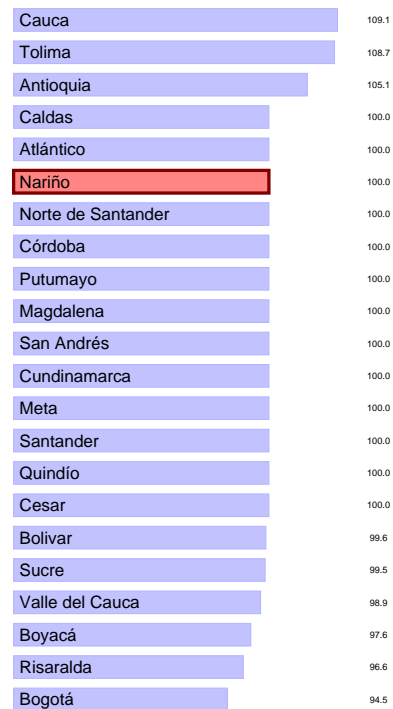 Cauca 109.1
Tolima 108.7
Antioquia 105.1
Caldas 100.0
Atlántico 100.0
Nariño 100.0
Norte de Santander 100.0
Córdoba 100.0
Putumayo 100.0
Magdalena 100.0
San Andrés 100.0
Cundinamarca 100.0
Meta 100.0
Santander 100.0
Quindío 100.0
Cesar 100.0
Bolivar 99.6
Sucre 99.5
Valle del Cauca 98.9
Boyacá 97.6
Risaralda 96.6
Bogotá 94.5